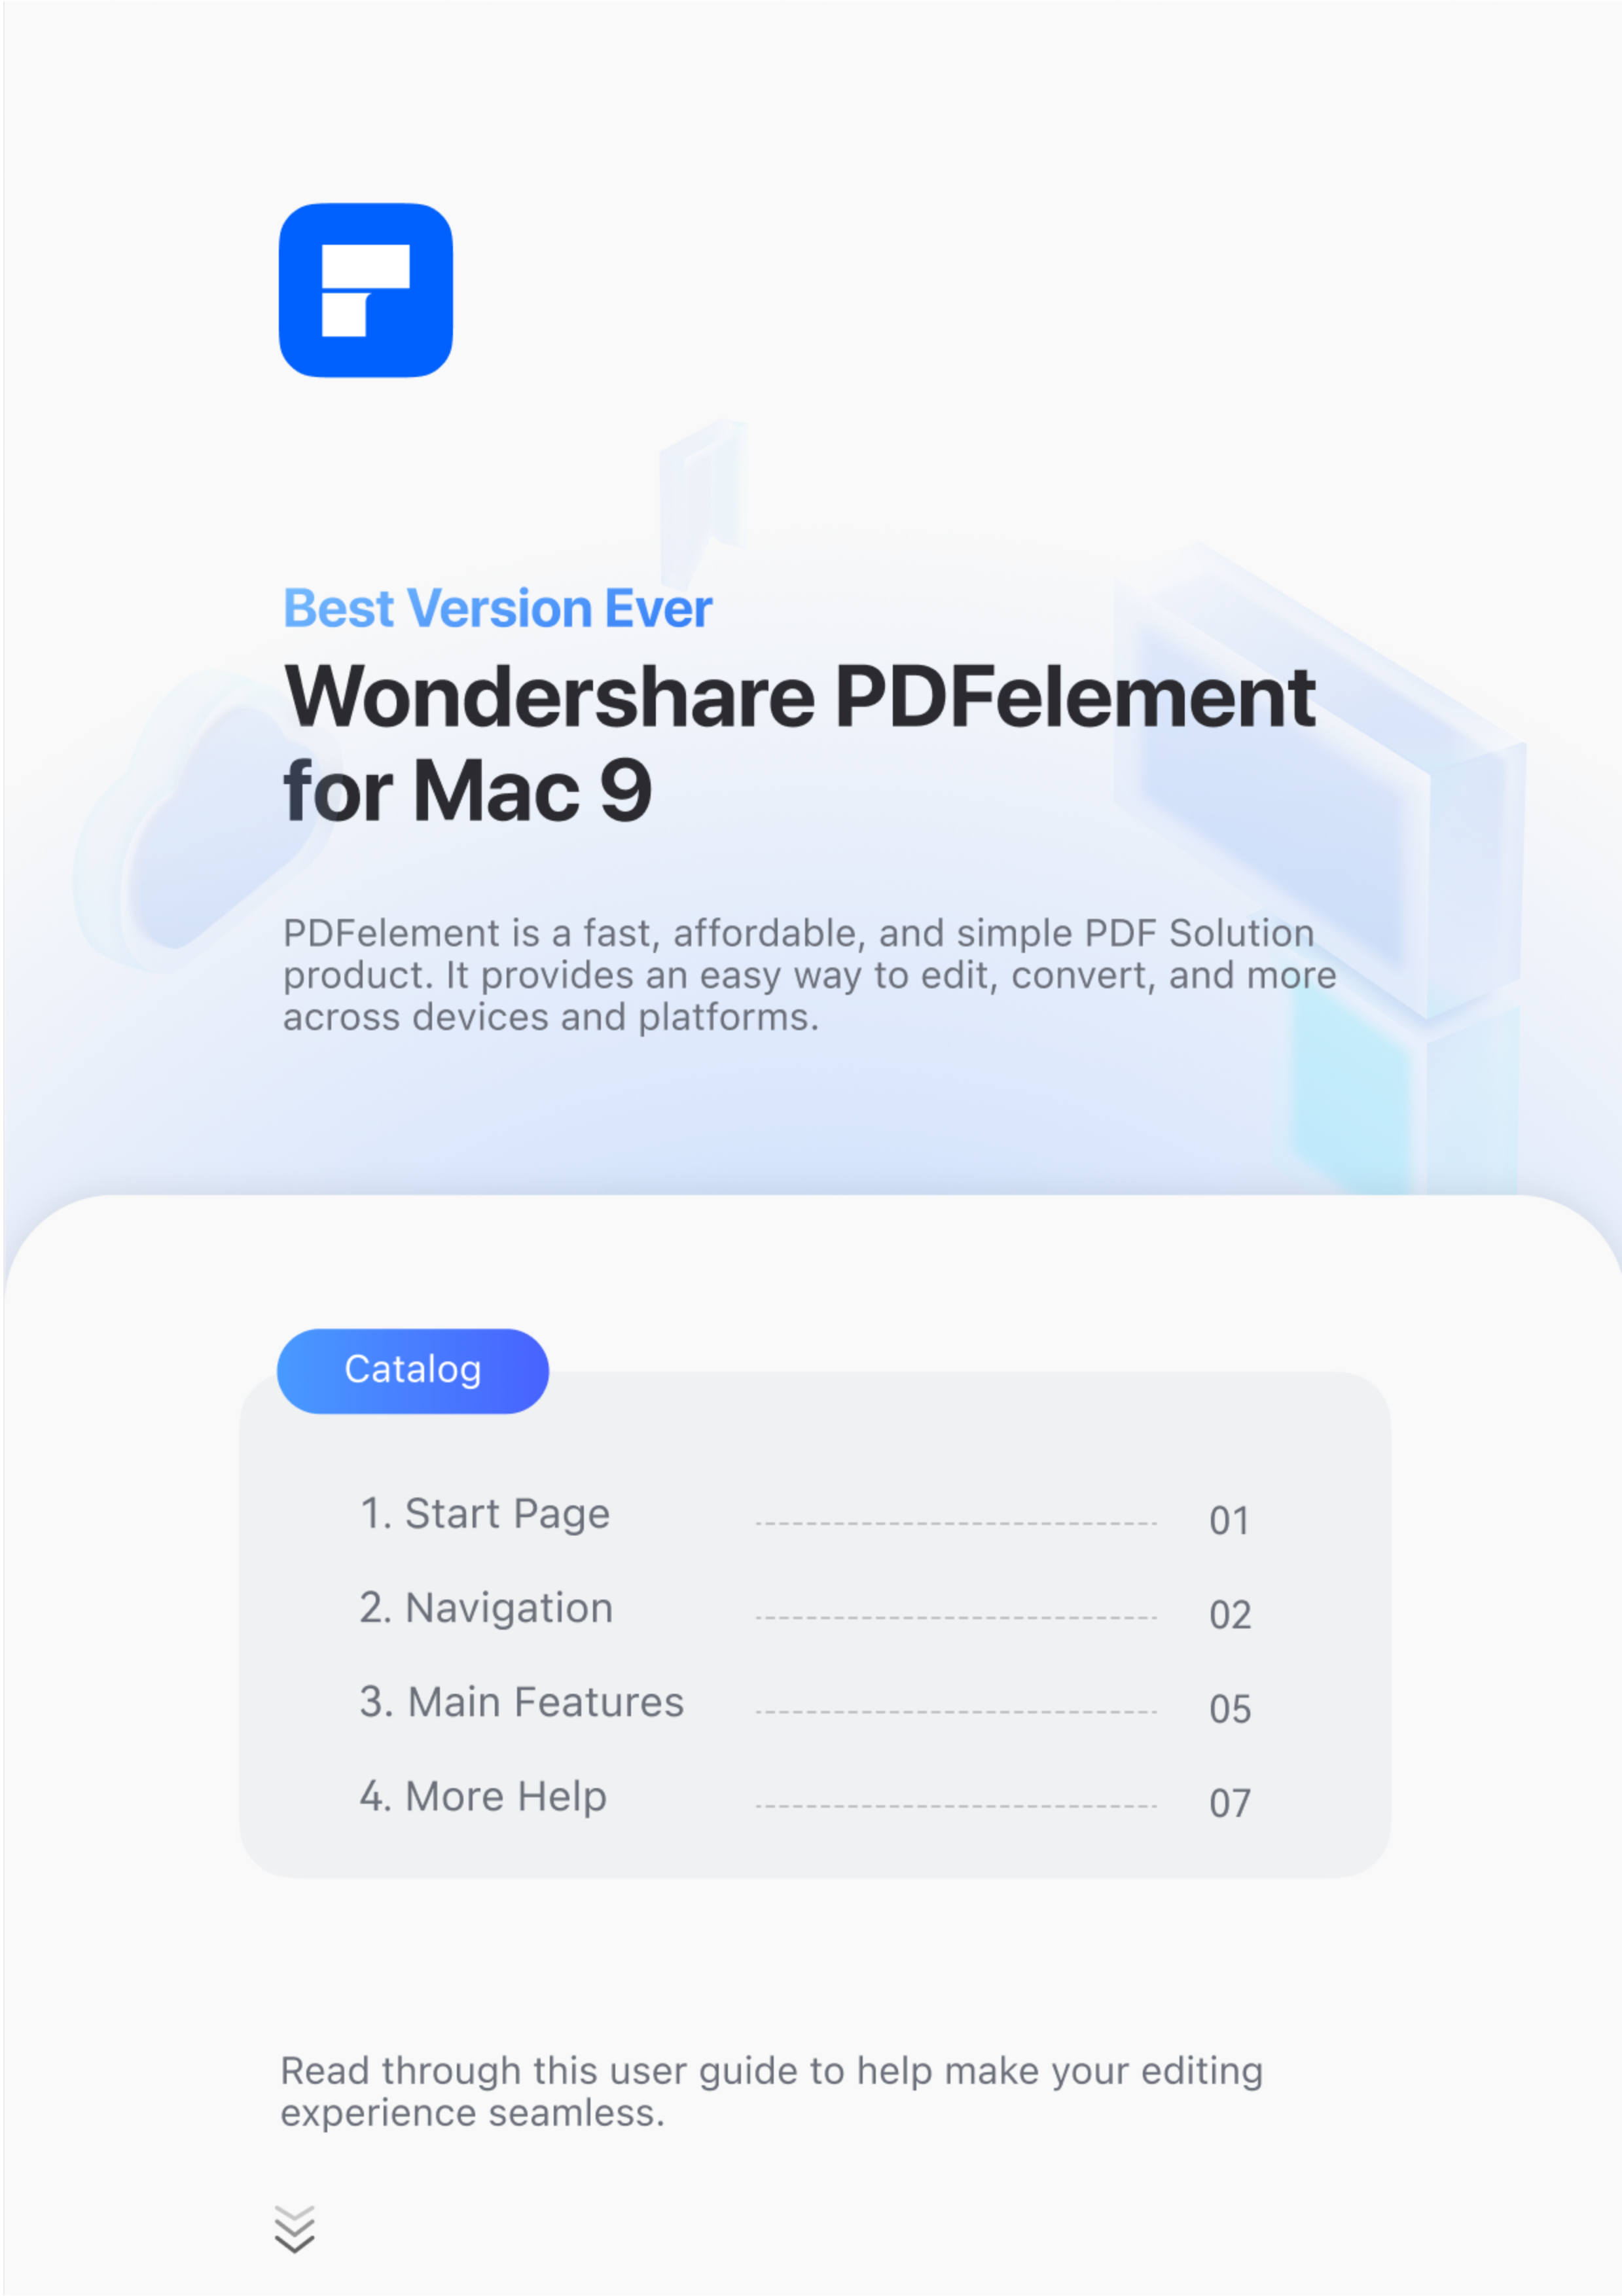 Best Version Ever
Wondershare PDFelement
for Mac 9
PDFelement is a fast, affordable, and simple PDF Solution
product. It provides an easy way to edit, convert, and more
across devices and platforms.
Catalog
1. Start Page 01
2. Navigation 02
3. Main Features 05
4. More Help 07
Read through this user guide to help make your editing
experience seamless.